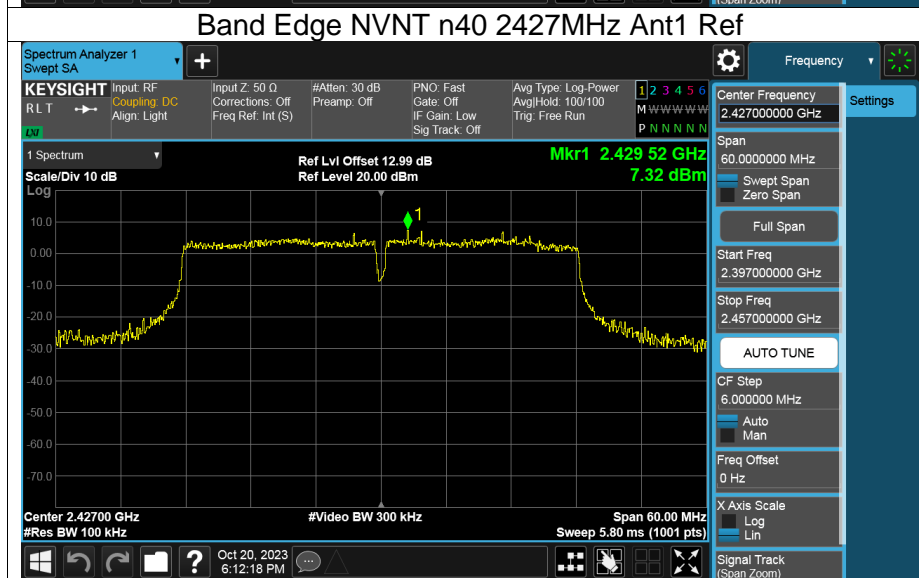 (Span Zoom)
Band Edge NVNT n40 2427MHz Ant1 Ref
Spectrum Analyzer 1
Swept SA
+
Frequency
KEYSIGHT
R L T
LXI
Input: RF
Coupling: DC
Align: Light
Input Z: 50 Ω
Corrections: Off
Freq Ref: Int (S)
#Atten: 30 dB
Preamp: Off
PNO: Fast
Gate: Off
IF Gain: Low
Sig Track: Off
Avg Type: Log-Power
Avg|Hold: 100/100
Trig: Free Run
1 2 3 4 5 6
M W W W W W
P N N N N N
1 Spectrum
Scale/Div 10 dB
Log
Ref Lvl Offset 12.99 dB
Ref Level 20.00 dBm
Mkr1 2.429 52 GHz
7.32 dBm
1
10.0
0.00
-10.0
-20.0
-30.0
-40.0
-50.0
-60.0
-70.0
Center 2.42700 GHz
#Res BW 100 kHz
#Video BW 300 kHz
Span 60.00 MHz
Sweep 5.80 ms (1001 pts)
Oct 20, 2023
6:12:18 PM
?
Center Frequency
2.427000000 GHz
Settings
Span
60.0000000 MHz
Swept Span
Zero Span
Full Span
Start Freq
2.397000000 GHz
Stop Freq
2.457000000 GHz
AUTO TUNE
CF Step
6.000000 MHz
Auto
Man
Freq Offset
0 Hz
X Axis Scale
Log
Lin
Signal Track
(Span Zoom)